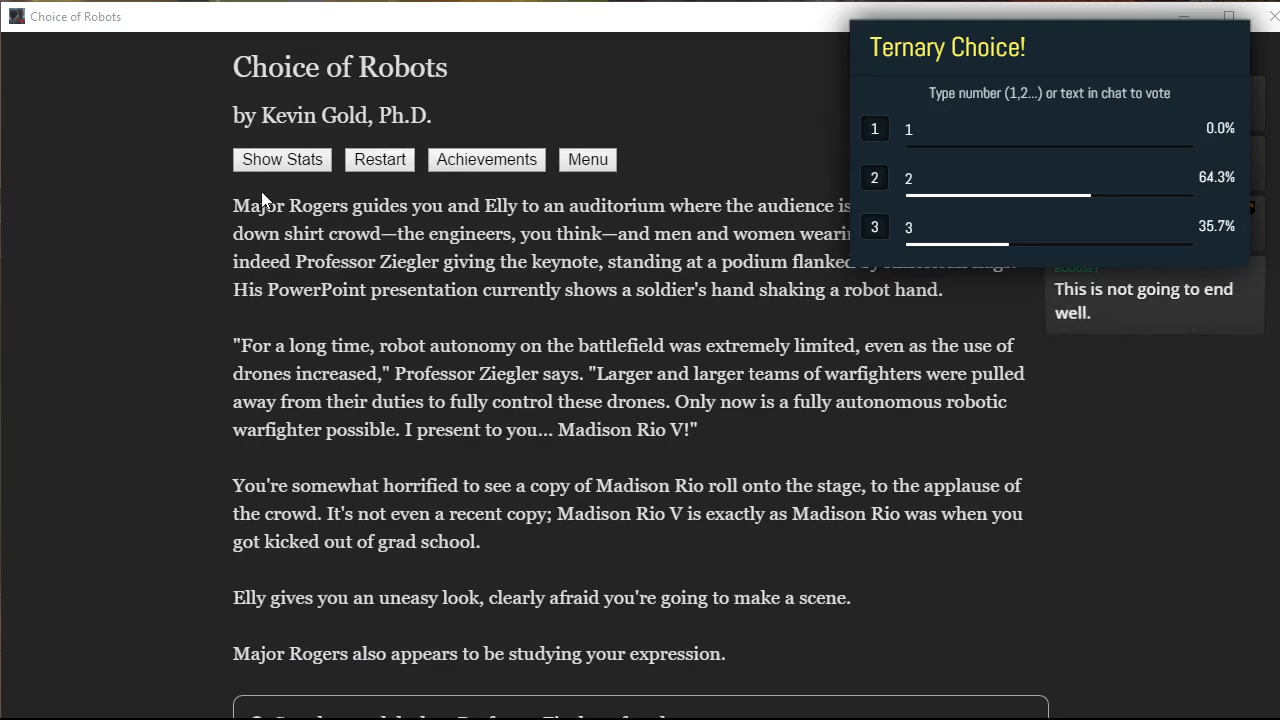 Choice of Robots
Ternary Choice!
Type number (1,2...) or text in chat to vote
1 1 0.0%
2 2 64.3%
3 3 35.7%
Choice of Robots
by Kevin Gold, Ph.D.
Show Stats Restart Achievements Menu
Major Rogers guides you and Elly to an auditorium where the audience is
down shirt crowd—the engineers, you think—and men and women
indeed Professor Ziegler giving the keynote, standing at a podium flanked
His PowerPoint presentation currently shows a soldier's hand shaking a robot hand.
This is not going to end
well.
"For a long time, robot autonomy on the battlefield was extremely limited, even as the use of
drones increased," Professor Ziegler says. "Larger and larger teams of warfighters were pulled
away from their duties to fully control these drones. Only now is a fully autonomous robotic
warfighter possible. I present to you... Madison Rio V!"
You're somewhat horrified to see a copy of Madison Rio roll onto the stage, to the applause of
the crowd. It's not even a recent copy; Madison Rio V is exactly as Madison Rio was when you
got kicked out of grad school.
Elly gives you an uneasy look, clearly afraid you're going to make a scene.
Major Rogers also appears to be studying your expression.